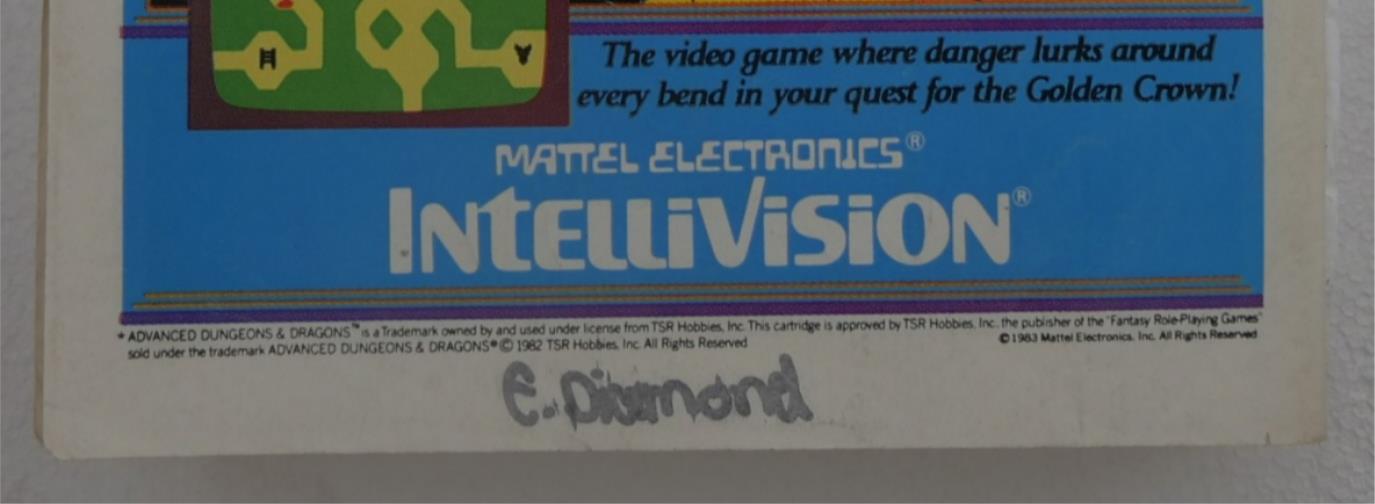 The video game where danger lurks around
every bend in your quest for the Golden Crown!
MATTEL ELECTRONICS®
INTELLIVISION®
* ADVANCED DUNGEONS & DRAGONS™ is a Trademark owned by and used under license from TSR Hobbies, Inc. This cartridge is approved by TSR Hobbies, Inc., the publisher of the "Fantasy Role-Playing Games"
sold under the trademark ADVANCED DUNGEONS & DRAGONS® © 1982 TSR Hobbies, Inc. All Rights Reserved
© 1983 Mattel Electronics, Inc. All Rights Reserved
E. Diamond